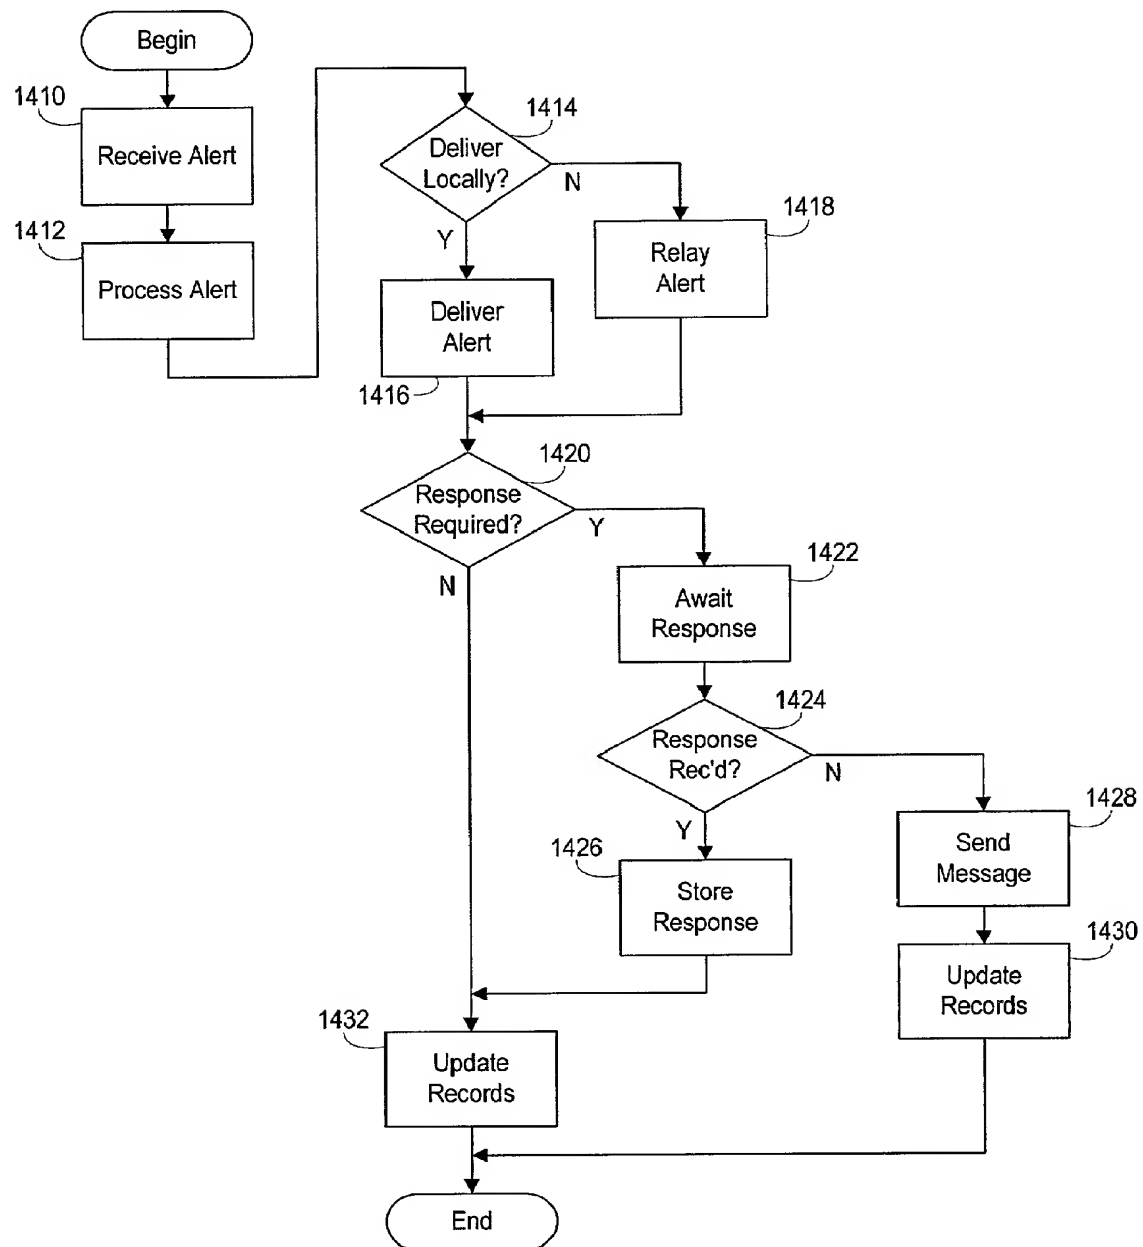 Begin
1410
Receive Alert
1412
Process Alert
1414
Deliver
Locally?
N
Y
1418
Relay
Alert
Deliver
Alert
1416
1420
Response
Required?
Y
N
1422
Await
Response
1424
Response
Rec'd?
N
Y
1428
Send
Message
1426
Store
Response
1430
Update
Records
1432
Update
Records
End